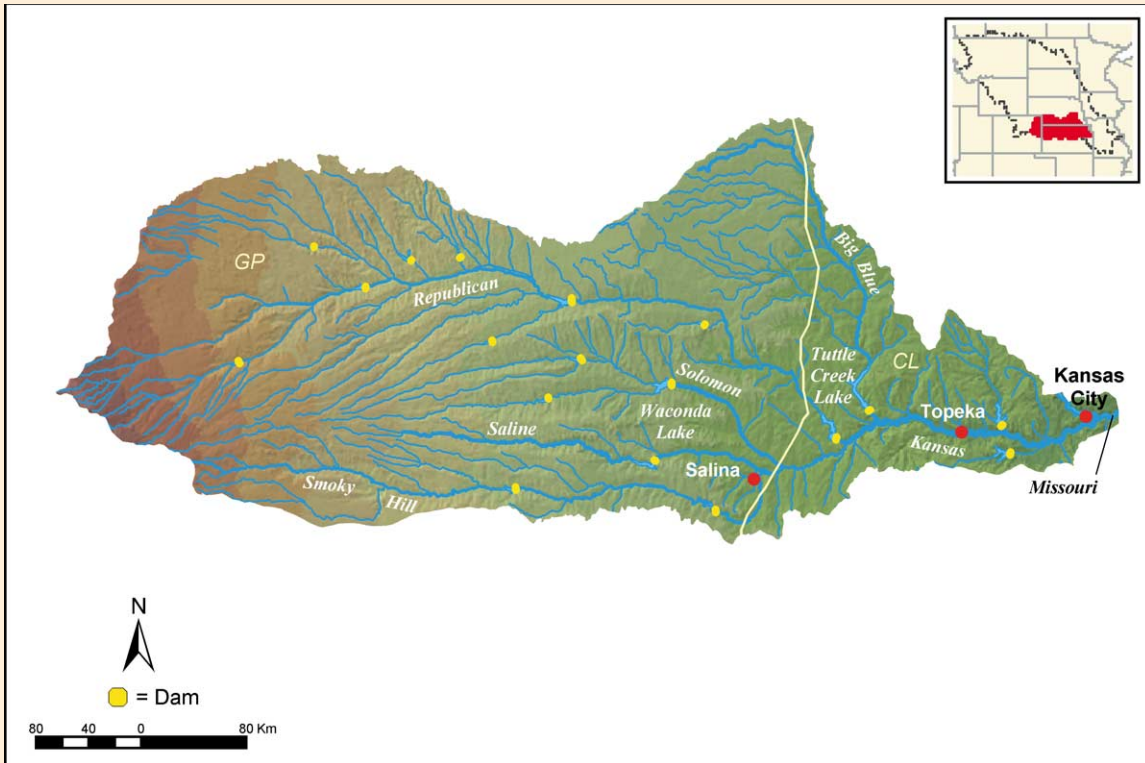 GP
Republican
Big Blue
Tuttle
Creek
Lake
CL
Kansas
City
Solomon
Topeka
Waconda
Lake
Saline
Kansas
Salina
Smoky Hill
Missouri
N
= Dam
80 40 0 80 Km